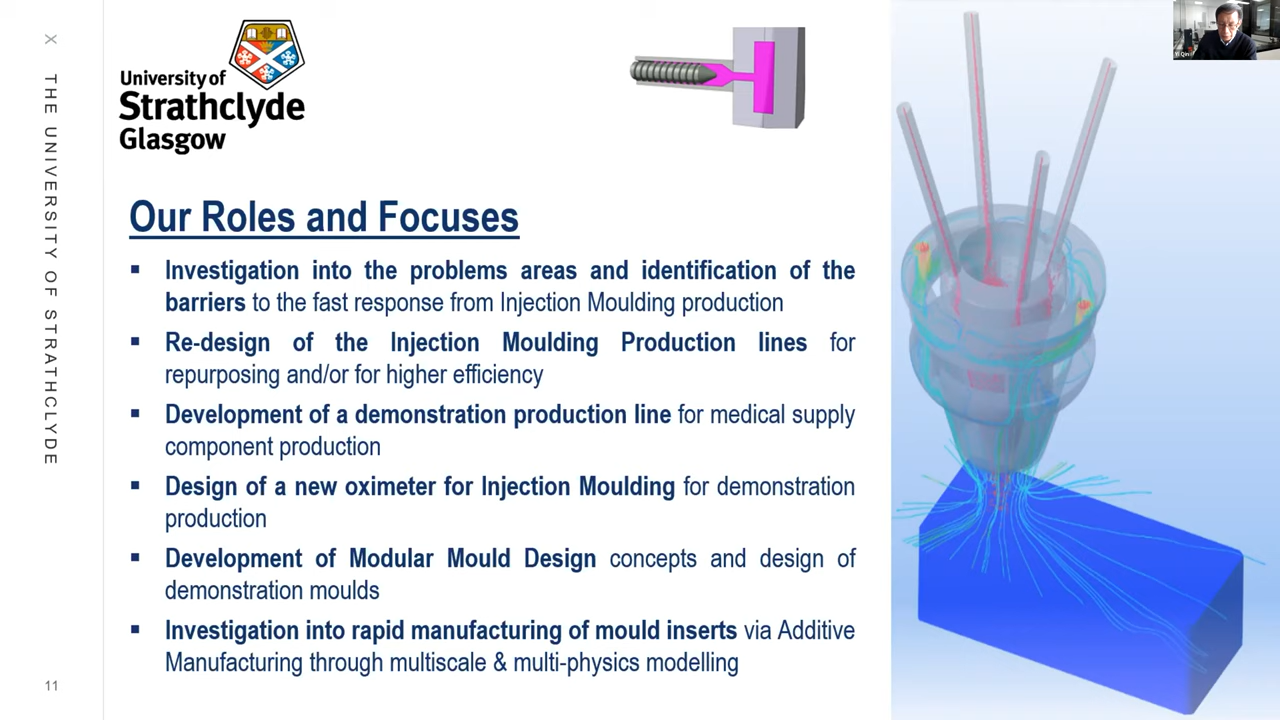 X
THE UNIVERSITY OF STRATHCLYDE
University of
Strathclyde
Glasgow
Our Roles and Focuses
▪ Investigation into the problems areas and identification of the
barriers to the fast response from Injection Moulding production
▪ Re-design of the Injection Moulding Production lines for
repurposing and/or for higher efficiency
▪ Development of a demonstration production line for medical supply
component production
▪ Design of a new oximeter for Injection Moulding for demonstration
production
▪ Development of Modular Mould Design concepts and design of
demonstration moulds
▪ Investigation into rapid manufacturing of mould inserts via Additive
Manufacturing through multiscale & multi-physics modelling
11
Yi Qin